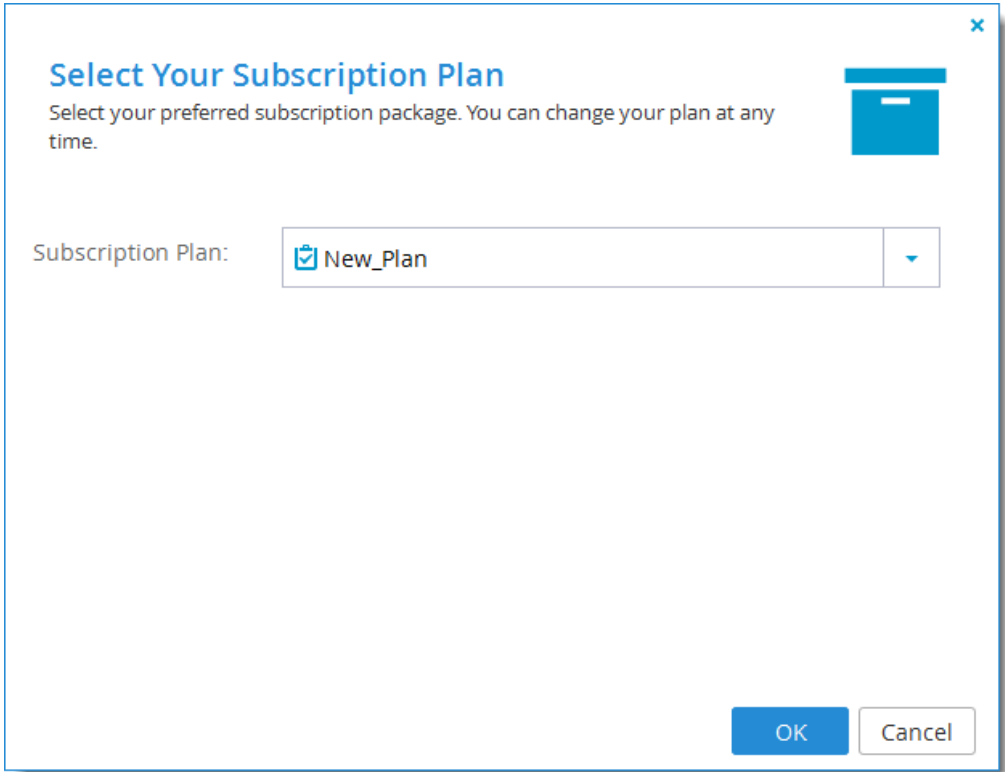 Select Your Subscription Plan
Select your preferred subscription package. You can change your plan at any
time.
Subscription Plan:
New_Plan
OK
Cancel